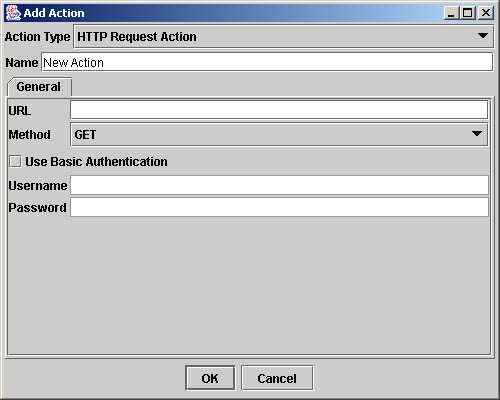 Add Action
Action Type HTTP Request Action
Name New Action
General
URL
Method GET
Use Basic Authentication
Username
Password
OK Cancel